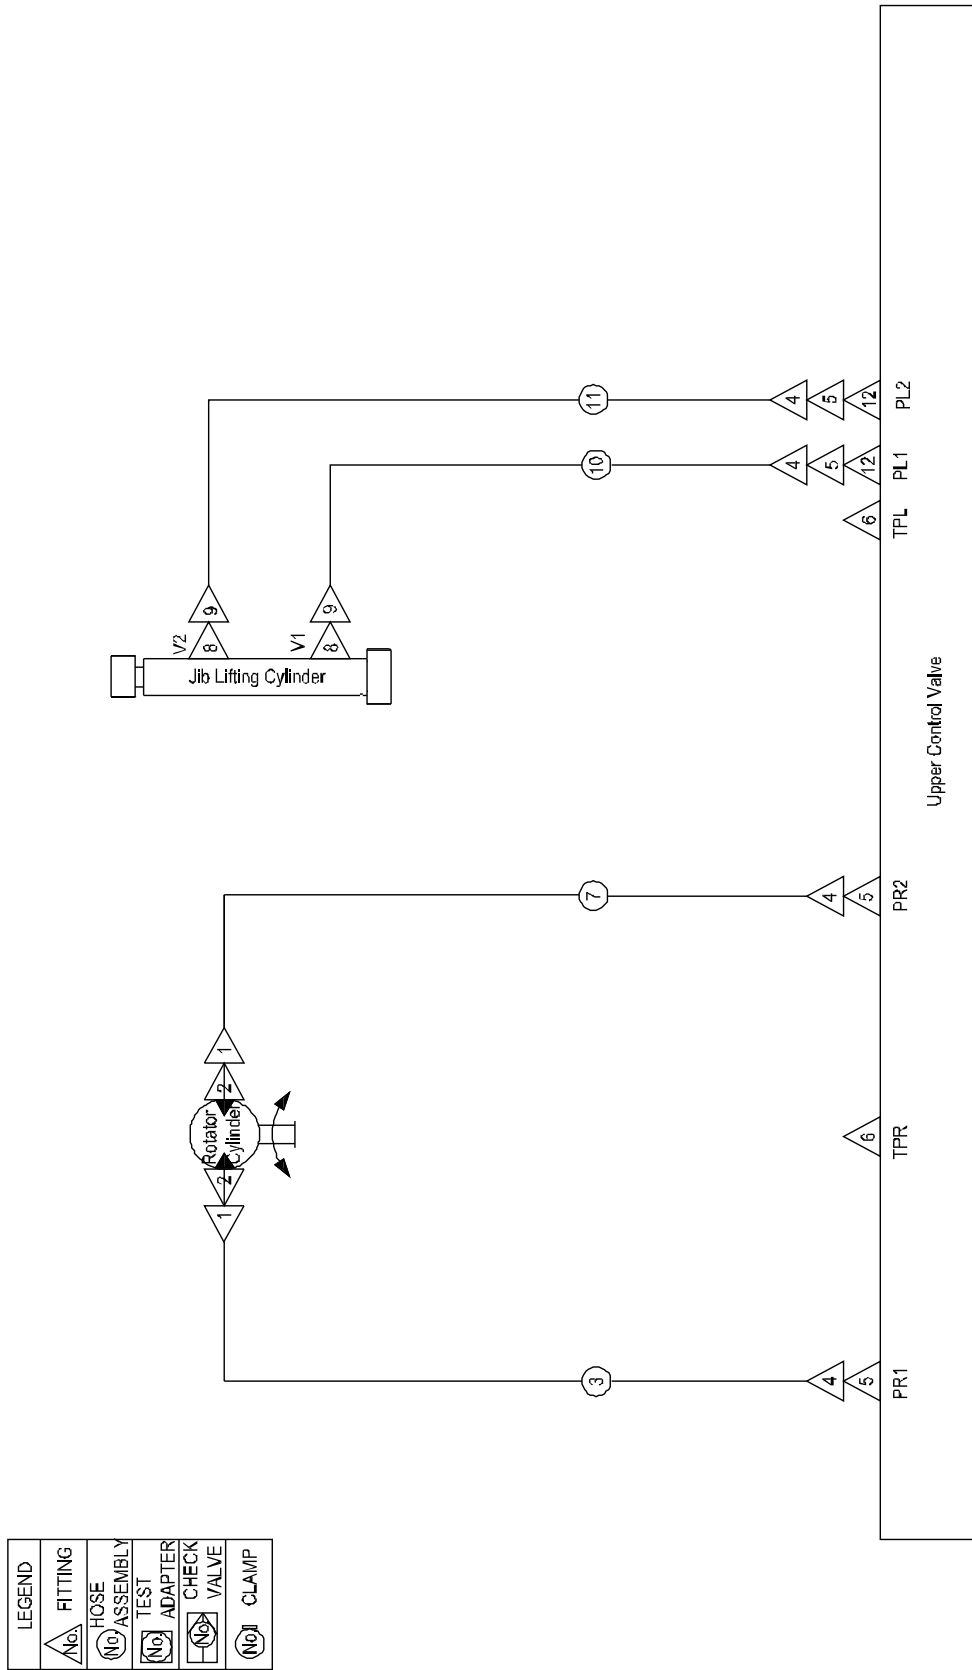 LEGEND
No. FITTING
HOSE
No. ASSEMBLY
TEST
No. ADAPTER
CHECK
No. VALVE
No. CLAMP
V2
8
9
V1
8
9
Jib Lifting Cylinder
1
2
Rotator
Cylinder
2
1
3
7
10
11
4
5
4
5
4
5
12
4
5
12
6
6
PR1
TPR
PR2
TPL
PL1
PL2
Upper Control Valve